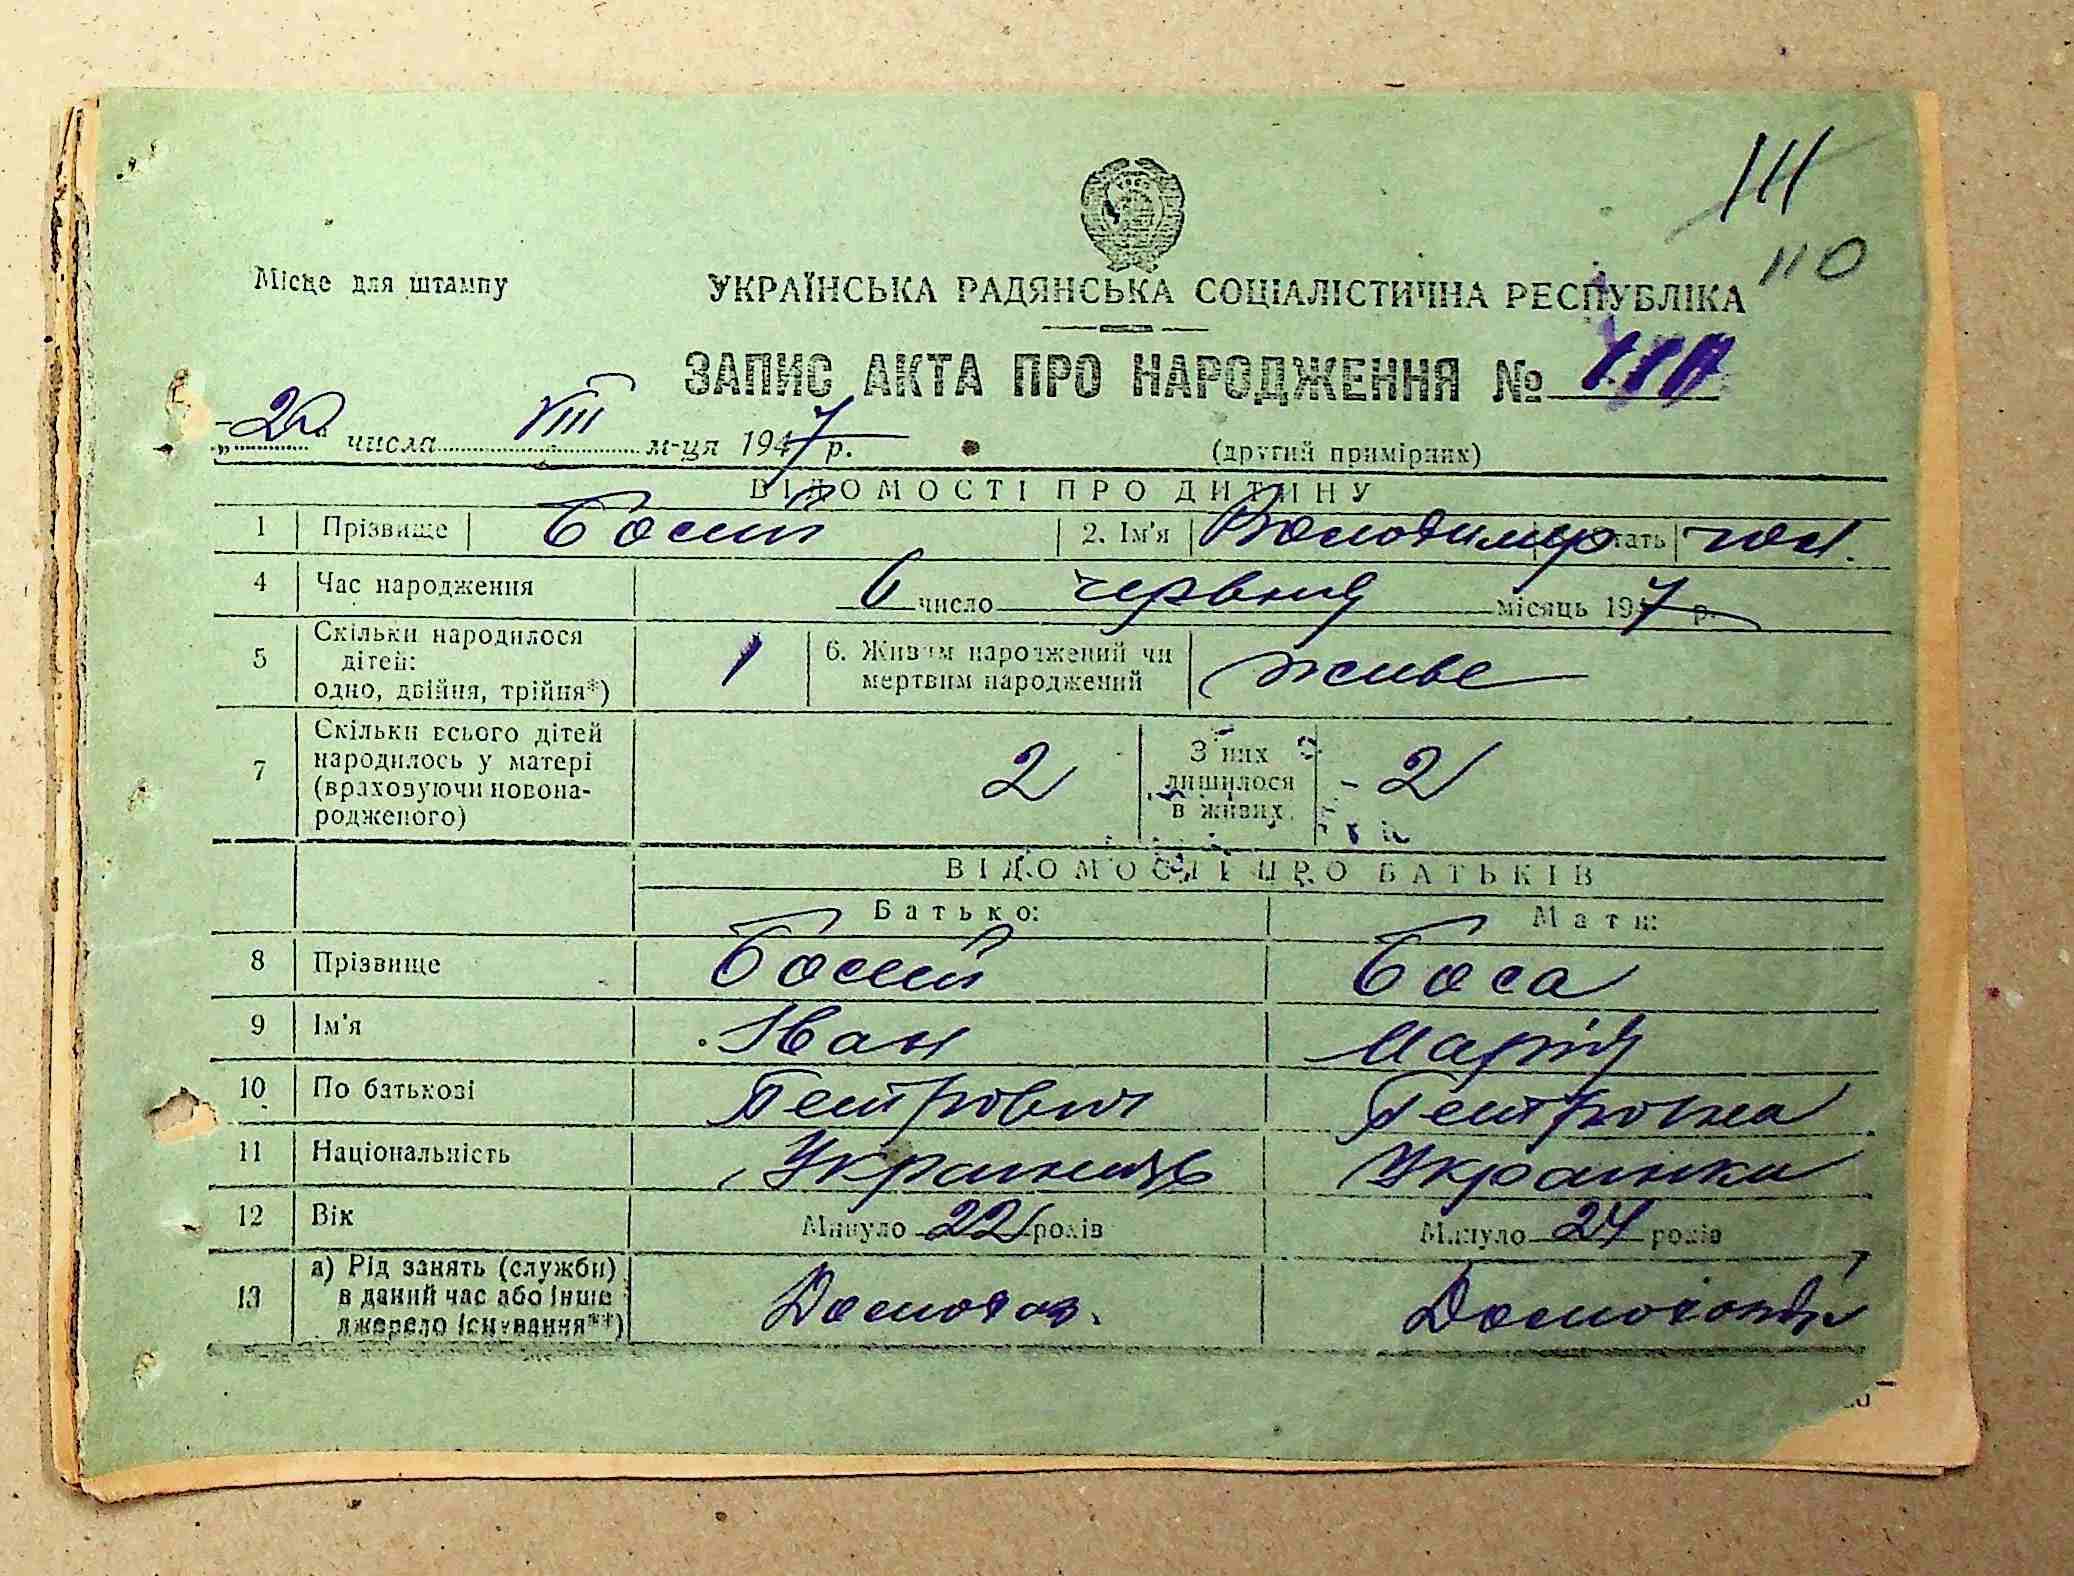 111
110
Місце для штампу
УКРАЇНСЬКА РАДЯНСЬКА СОЦІАЛІСТИЧНА РЕСПУБЛІКА
ЗАПИС АКТА ПРО НАРОДЖЕННЯ № 110
„20“ числа VIII м-ця 1947 р.
(другий примірник)
ВІДОМОСТІ ПРО ДИТИНУ
1 Прізвище Босий 2. Ім'я Володимир стать чол.
4 Час народження 6 число червня місяць 1947 р.
5 Скільки народилося дітей: одно, двійня, трійня*) 1 6. Живим народжений чи мертвим народжений живе
7 Скільки всього дітей народилось у матері (враховуючи новонародженого) 2 З них лишилося в живих 2
ВІДОМОСТІ ПРО БАТЬКІВ
Батько: Мати:
8 Прізвище Босий Боса
9 Ім'я Іван Марія
10 По батькові Петрович Петровна
11 Національність Українець Українка
12 Вік Минуло 22 років Минуло 24 років
13 а) Рід занять (служби) в даний час або інше джерело існування**) Домогос.